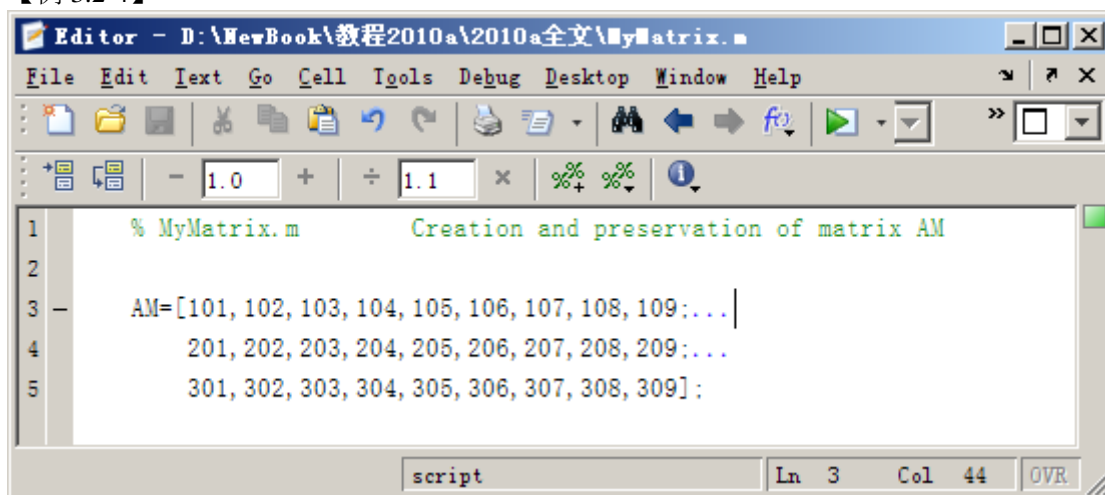 Editor - D:\NewBook\教程2010a\2010a全文\MyMatrix.m
File Edit Text Go Cell Tools Debug Desktop Window Help
- 1.0 + ÷ 1.1 ×
1 % MyMatrix.m Creation and preservation of matrix AM
2
3 - AM=[101,102,103,104,105,106,107,108,109;...
4 201,202,203,204,205,206,207,208,209;...
5 301,302,303,304,305,306,307,308,309];
script Ln 3 Col 44 OVR